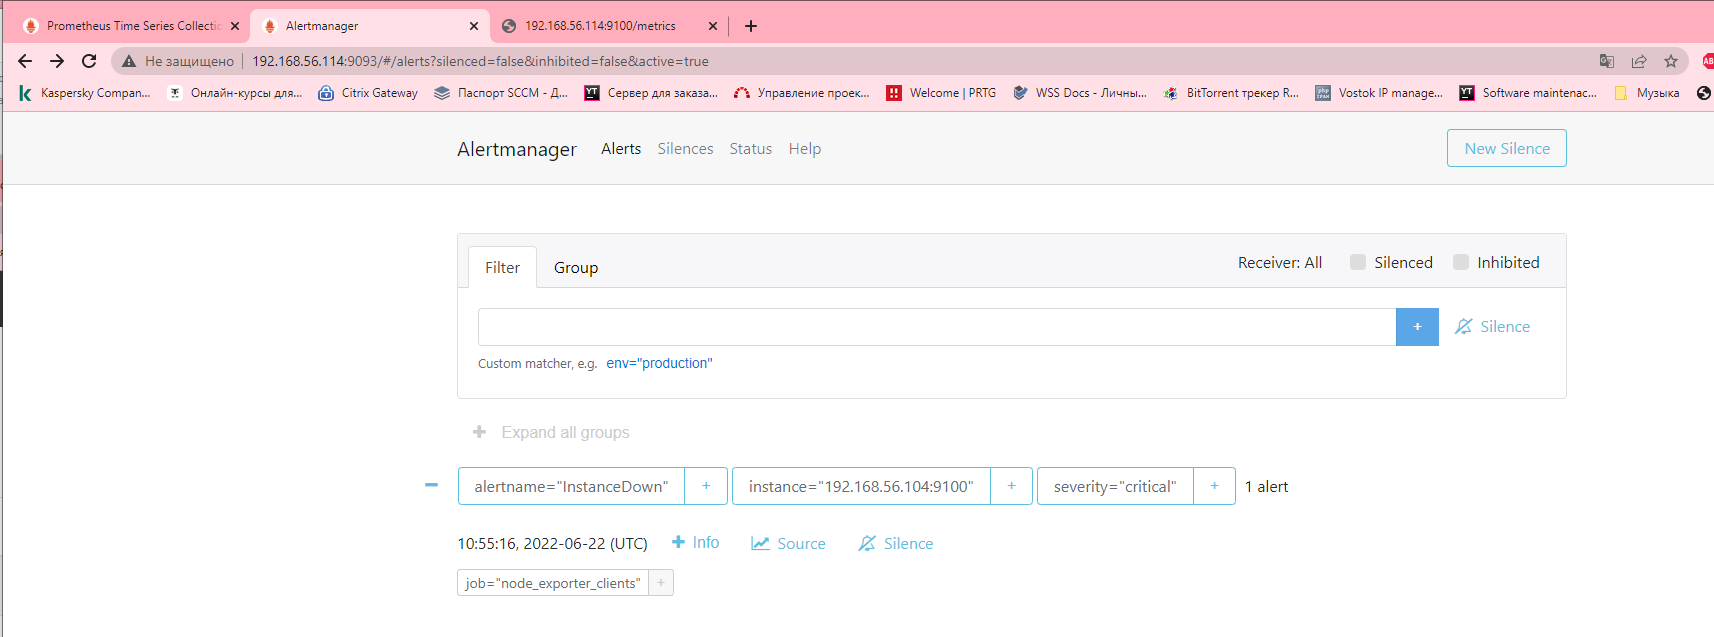 Prometheus Time Series Collectio
Alertmanager
192.168.56.114:9100/metrics
Не защищено
192.168.56.114:9093/#/alerts?silenced=false&inhibited=false&active=true
Kaspersky Compan...
Онлайн-курсы для...
Citrix Gateway
Паспорт SCCM - Д...
Сервер для заказа...
Управление проек...
Welcome | PRTG
WSS Docs - Личны...
BitTorrent трекер R...
Vostok IP manage...
Software maintenac...
Музыка
Alertmanager
Alerts
Silences
Status
Help
New Silence
Filter
Group
Receiver: All
Silenced
Inhibited
+
Silence
Custom matcher, e.g. env="production"
+ Expand all groups
alertname="InstanceDown" +
instance="192.168.56.104:9100" +
severity="critical" +
1 alert
10:55:16, 2022-06-22 (UTC)
+ Info
Source
Silence
job="node_exporter_clients" +